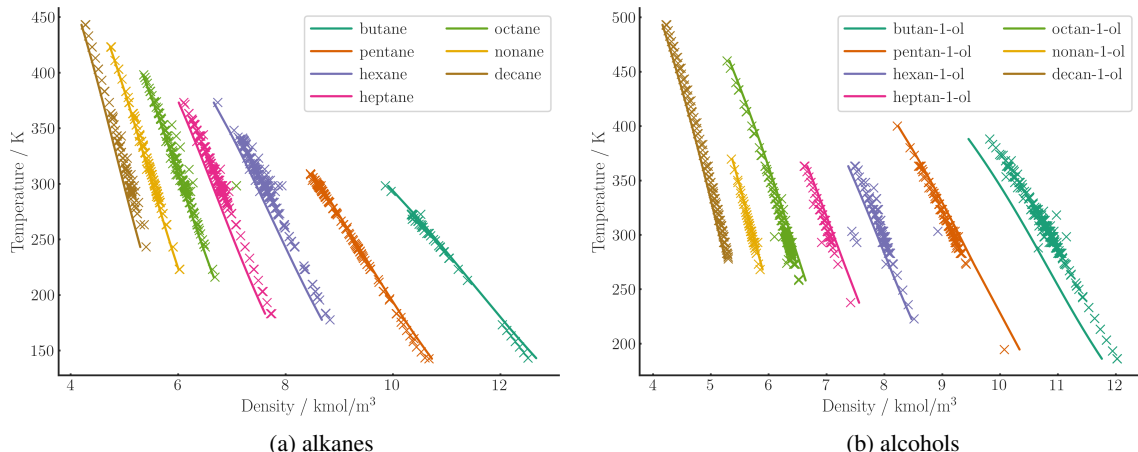 butane
pentane
hexane
heptane
octane
nonane
decane
450
400
350
300
250
200
150
4
6
8
10
12
Temperature / K
Density / kmol/m³
(a) alkanes
butan-1-ol
pentan-1-ol
hexan-1-ol
heptan-1-ol
octan-1-ol
nonan-1-ol
decan-1-ol
500
450
400
350
300
250
200
4
5
6
7
8
9
10
11
12
Temperature / K
Density / kmol/m³
(b) alcohols